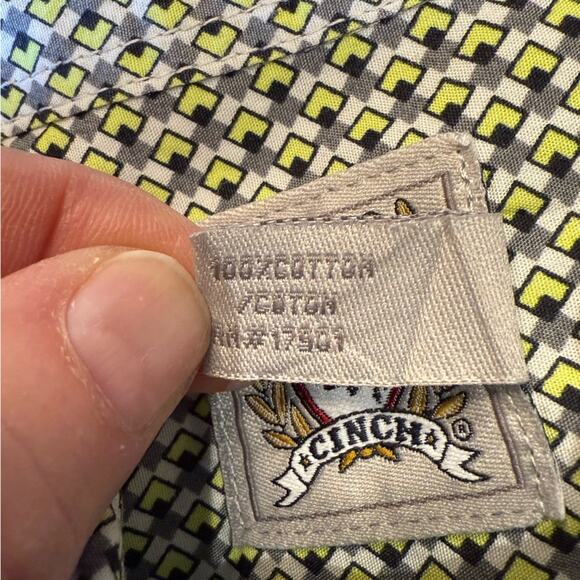 100%COTTON
/COTON
RN#17901
CINCH
®